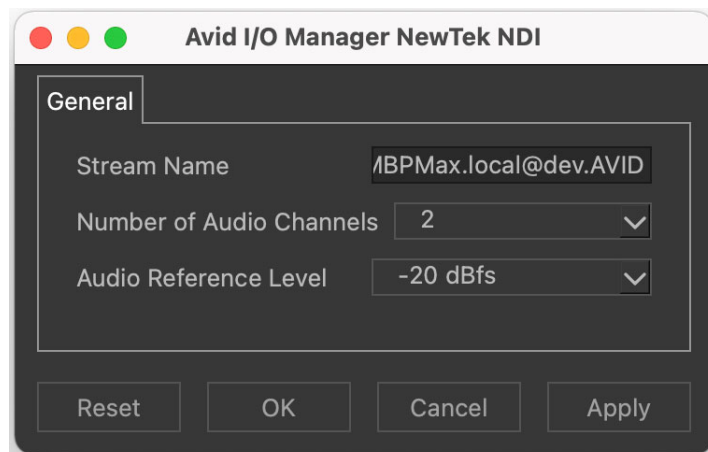 Avid I/O Manager NewTek NDI
General
Stream Name MBPMax.local@dev.AVID
Number of Audio Channels 2
Audio Reference Level -20 dBfs
Reset OK Cancel Apply